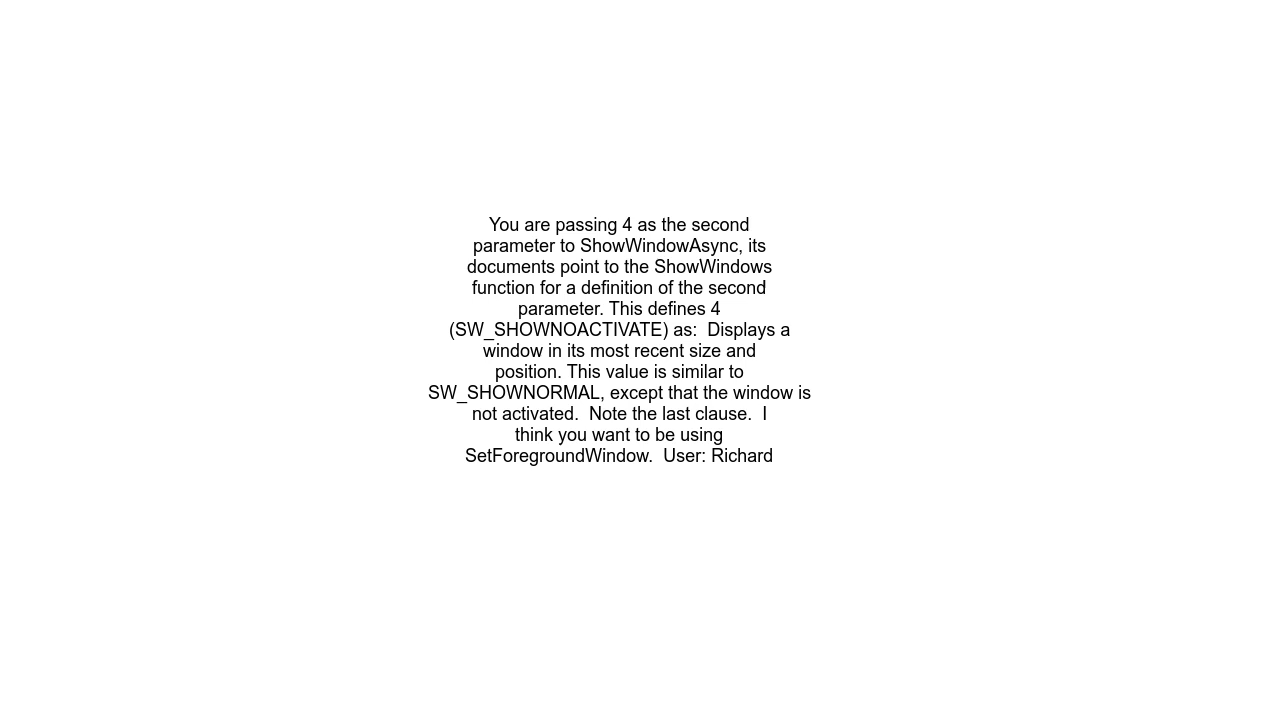 You are passing 4 as the second
parameter to ShowWindowAsync, its
documents point to the ShowWindows
function for a definition of the second
parameter. This defines 4
(SW_SHOWNOACTIVATE) as:  Displays a
window in its most recent size and
position. This value is similar to
SW_SHOWNORMAL, except that the window is
not activated.  Note the last clause.  I
think you want to be using
SetForegroundWindow.  User: Richard